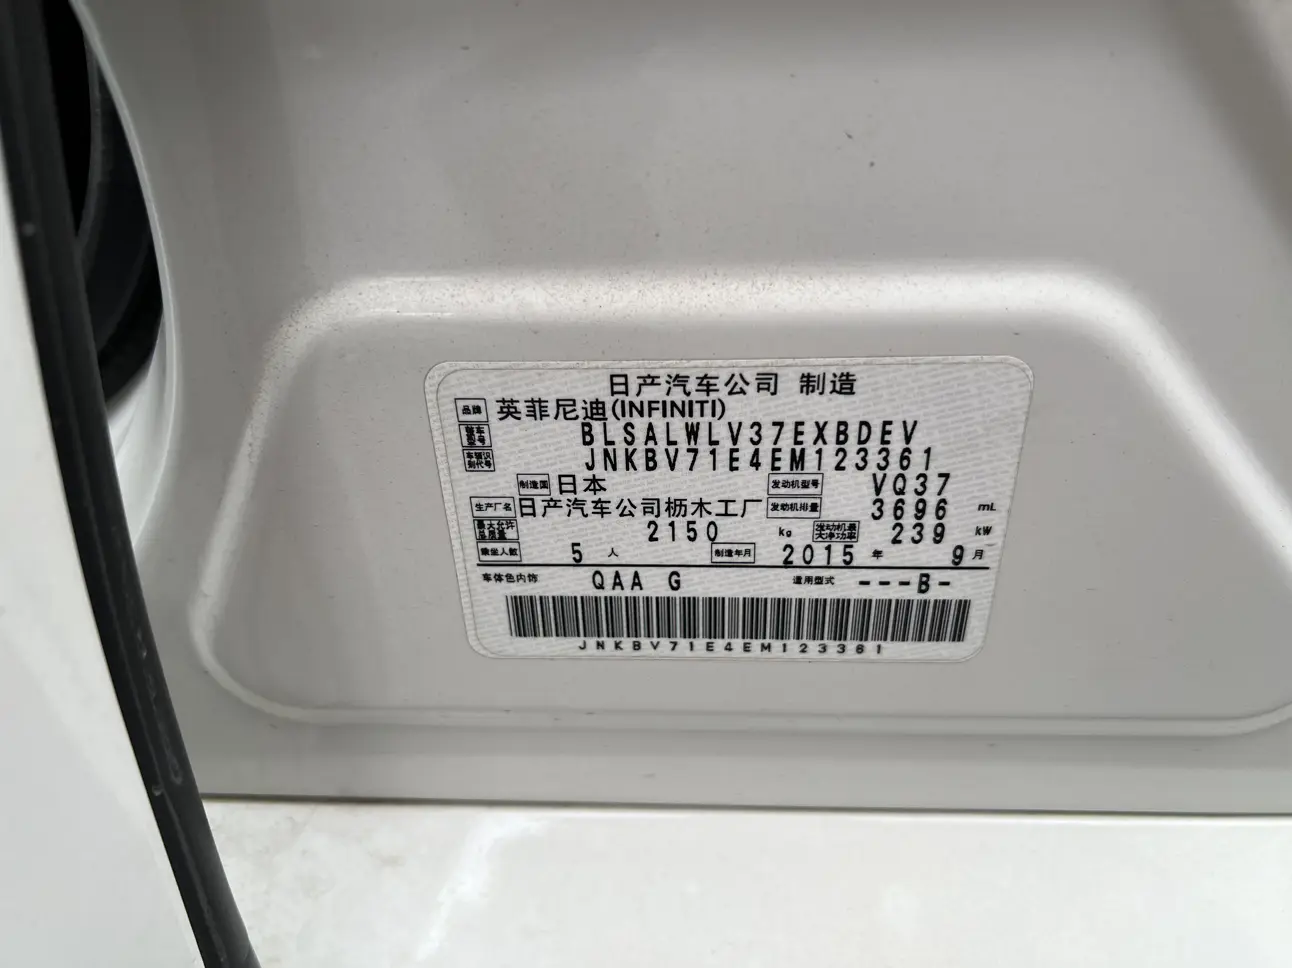 日产汽车公司 制造
品牌 英菲尼迪(INFINITI)
整车型号 BLSALWLV37EXBDEV
车辆识别代号 JNKBV71E4EM123361
制造国 日本 发动机型号 VQ37
生产厂名 日产汽车公司枥木工厂 发动机排量 3696 mL
最大允许总质量 2150 kg 发动机最大净功率 239 kW
乘坐人数 5 人 制造年月 2015 年 9 月
车体色内饰 QAA G 适用型式 ---B-
JNKBV71E4EM123361